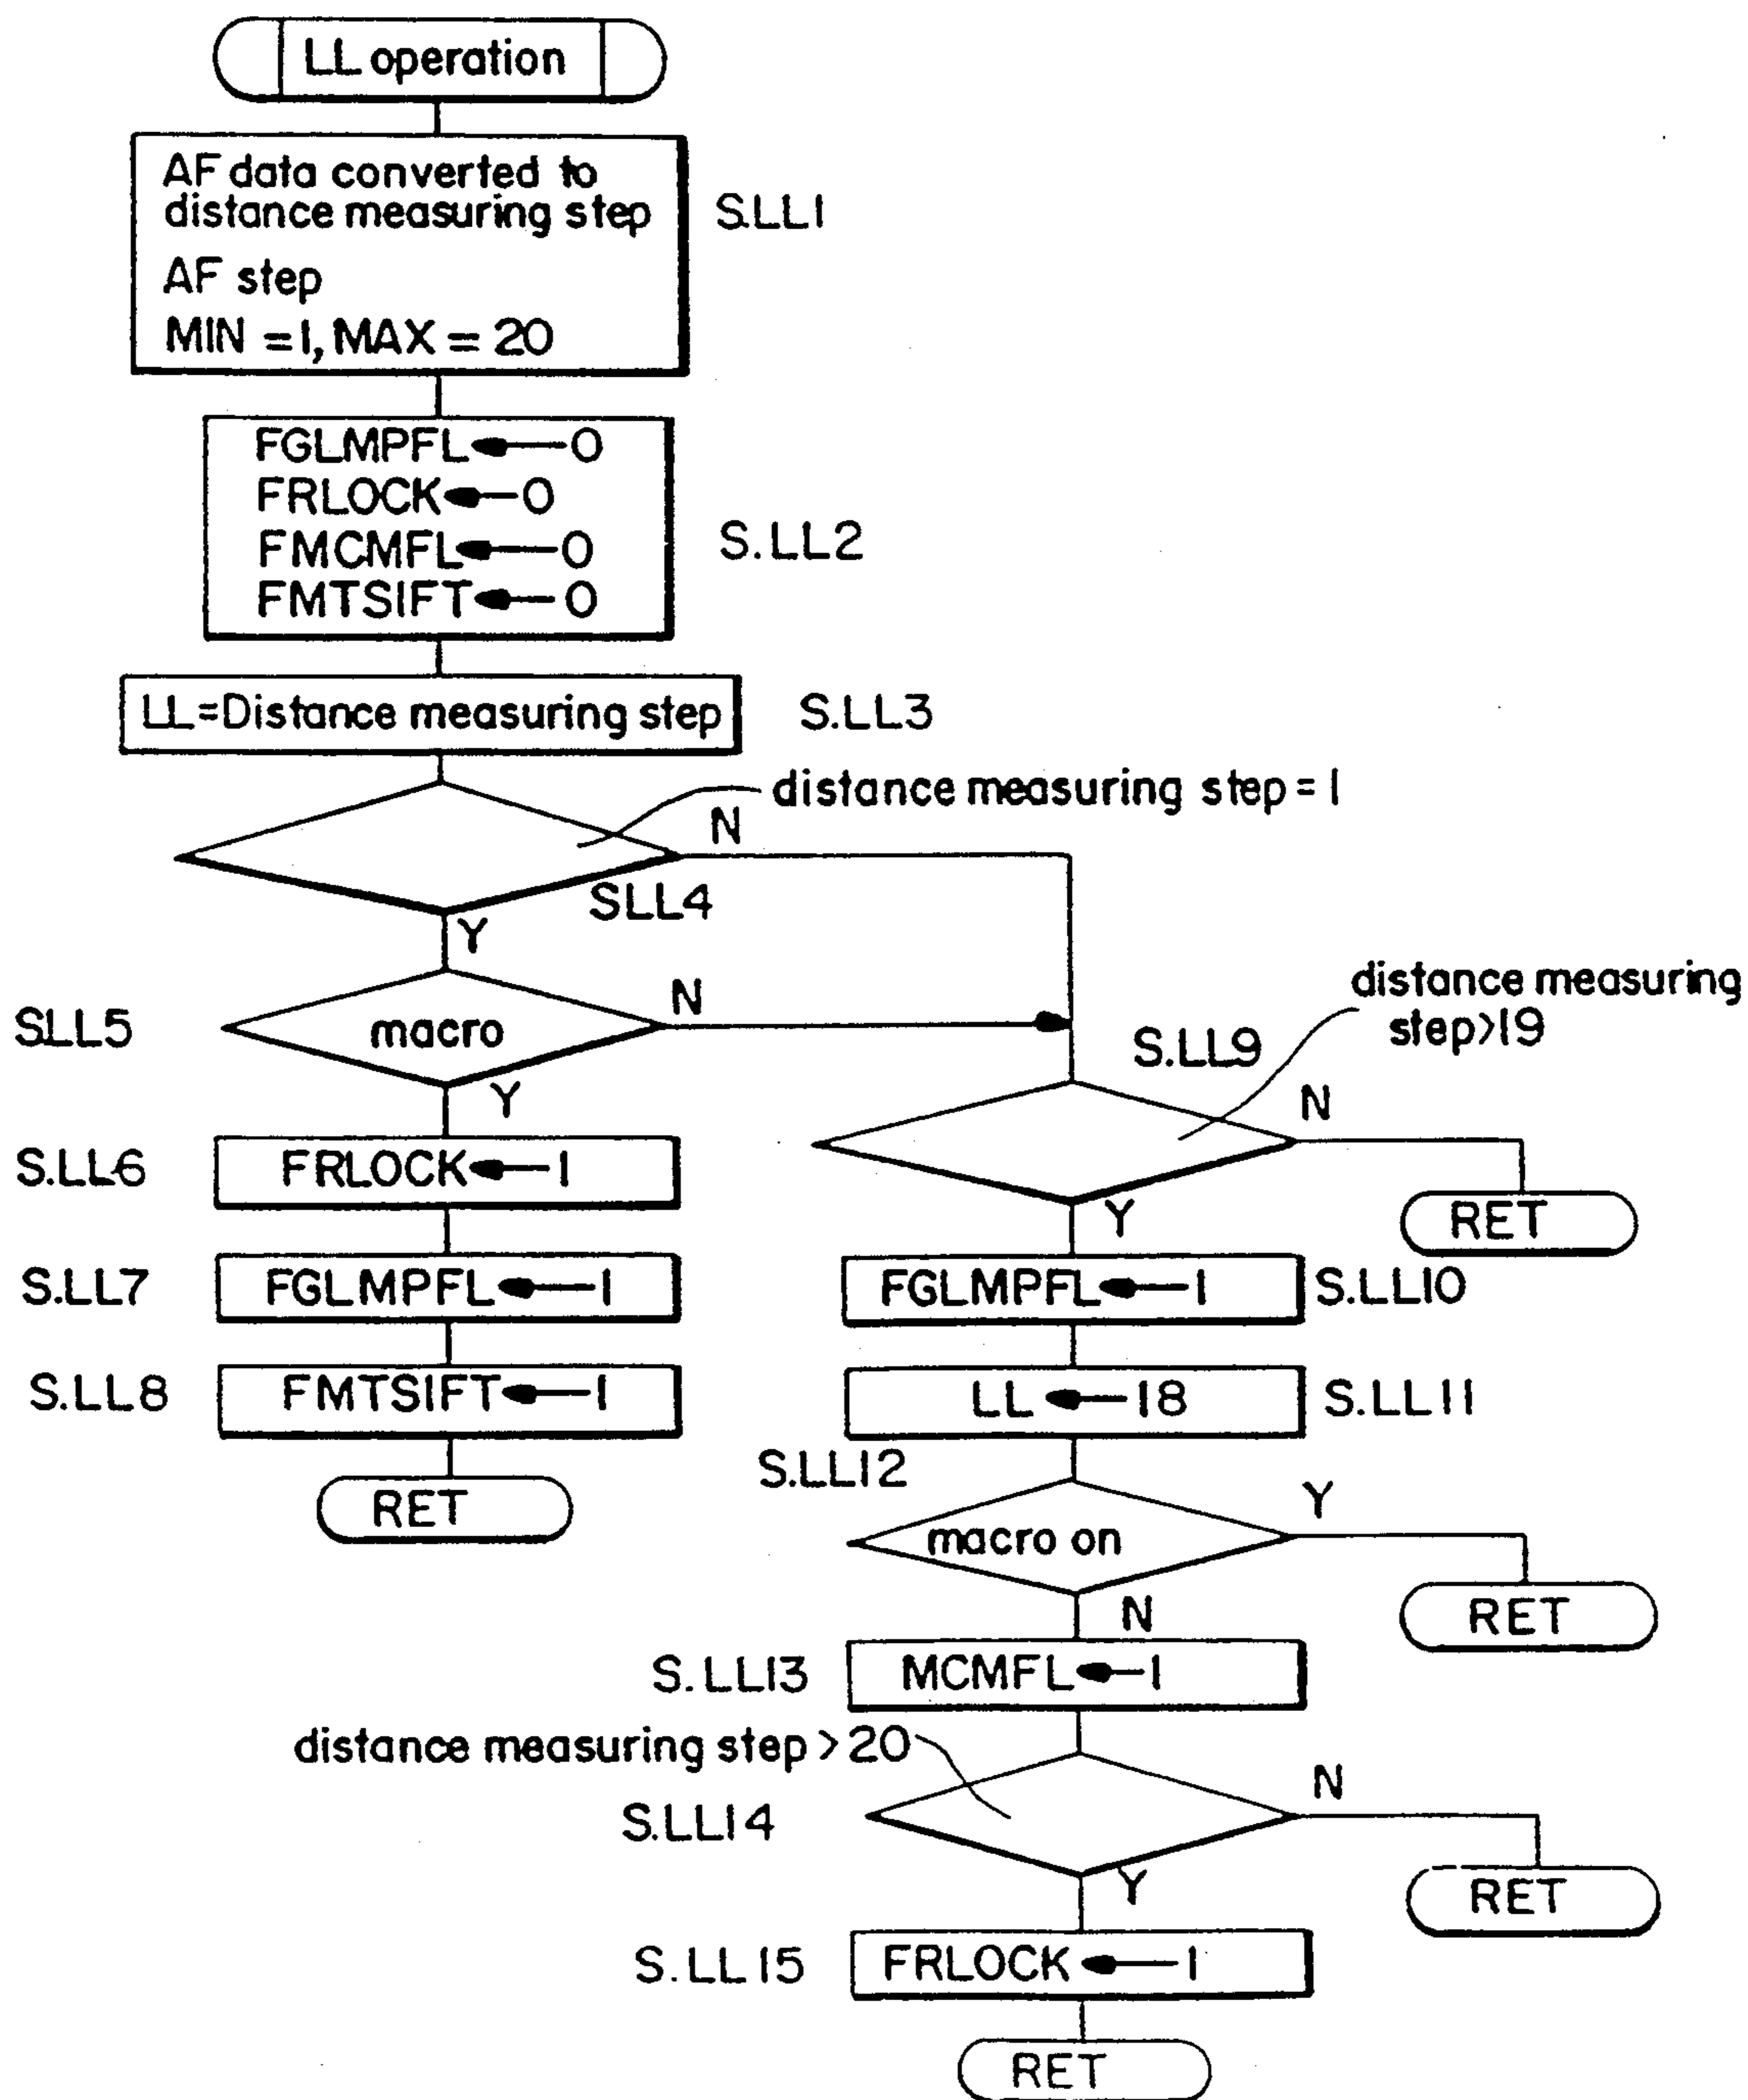 LL operation
AF data converted to
distance measuring step
AF step
MIN =1, MAX = 20
S.LL1
FGLMPFL ← 0
FRLOCK ← 0
FMCMFL ← 0
FMTSIFT ← 0
S.LL2
LL=Distance measuring step
S.LL3
distance measuring step = 1
N
SLL4
Y
SLL5
macro
N
Y
S.LL6
FRLOCK ← 1
S.LL7
FGLMPFL ← 1
S.LL8
FMTSIFT ← 1
RET
distance measuring
step>19
S.LL9
N
RET
Y
FGLMPFL ← 1
S.LL10
LL ← 18
S.LL11
S.LL12
macro on
Y
RET
N
S.LL13
MCMFL ← 1
distance measuring step > 20
S.LL14
N
RET
Y
S.LL15
FRLOCK ← 1
RET